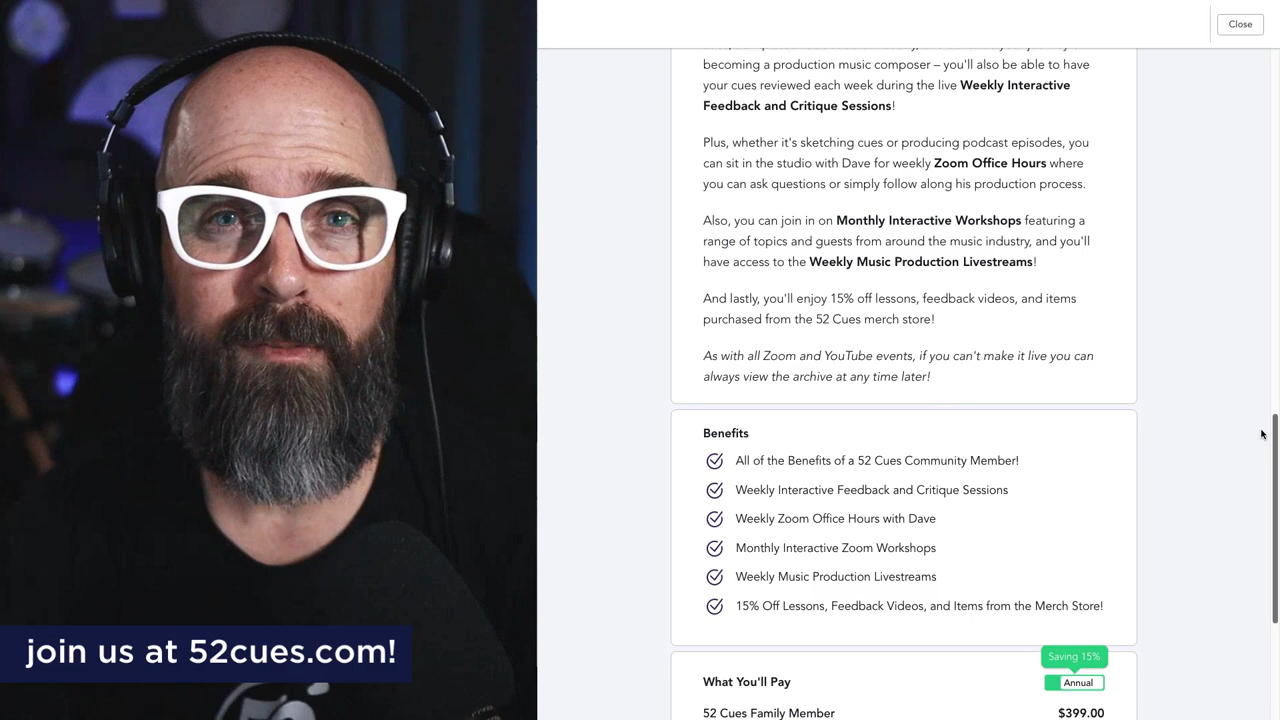 Close
becoming a production music composer – you'll also be able to have
your cues reviewed each week during the live Weekly Interactive
Feedback and Critique Sessions!
Plus, whether it's sketching cues or producing podcast episodes, you
can sit in the studio with Dave for weekly Zoom Office Hours where
you can ask questions or simply follow along his production process.
Also, you can join in on Monthly Interactive Workshops featuring a
range of topics and guests from around the music industry, and you'll
have access to the Weekly Music Production Livestreams!
And lastly, you'll enjoy 15% off lessons, feedback videos, and items
purchased from the 52 Cues merch store!
As with all Zoom and YouTube events, if you can't make it live you can
always view the archive at any time later!
Benefits
All of the Benefits of a 52 Cues Community Member!
Weekly Interactive Feedback and Critique Sessions
Weekly Zoom Office Hours with Dave
Monthly Interactive Zoom Workshops
Weekly Music Production Livestreams
15% Off Lessons, Feedback Videos, and Items from the Merch Store!
Saving 15%
What You'll Pay Annual
52 Cues Family Member $399.00
join us at 52cues.com!